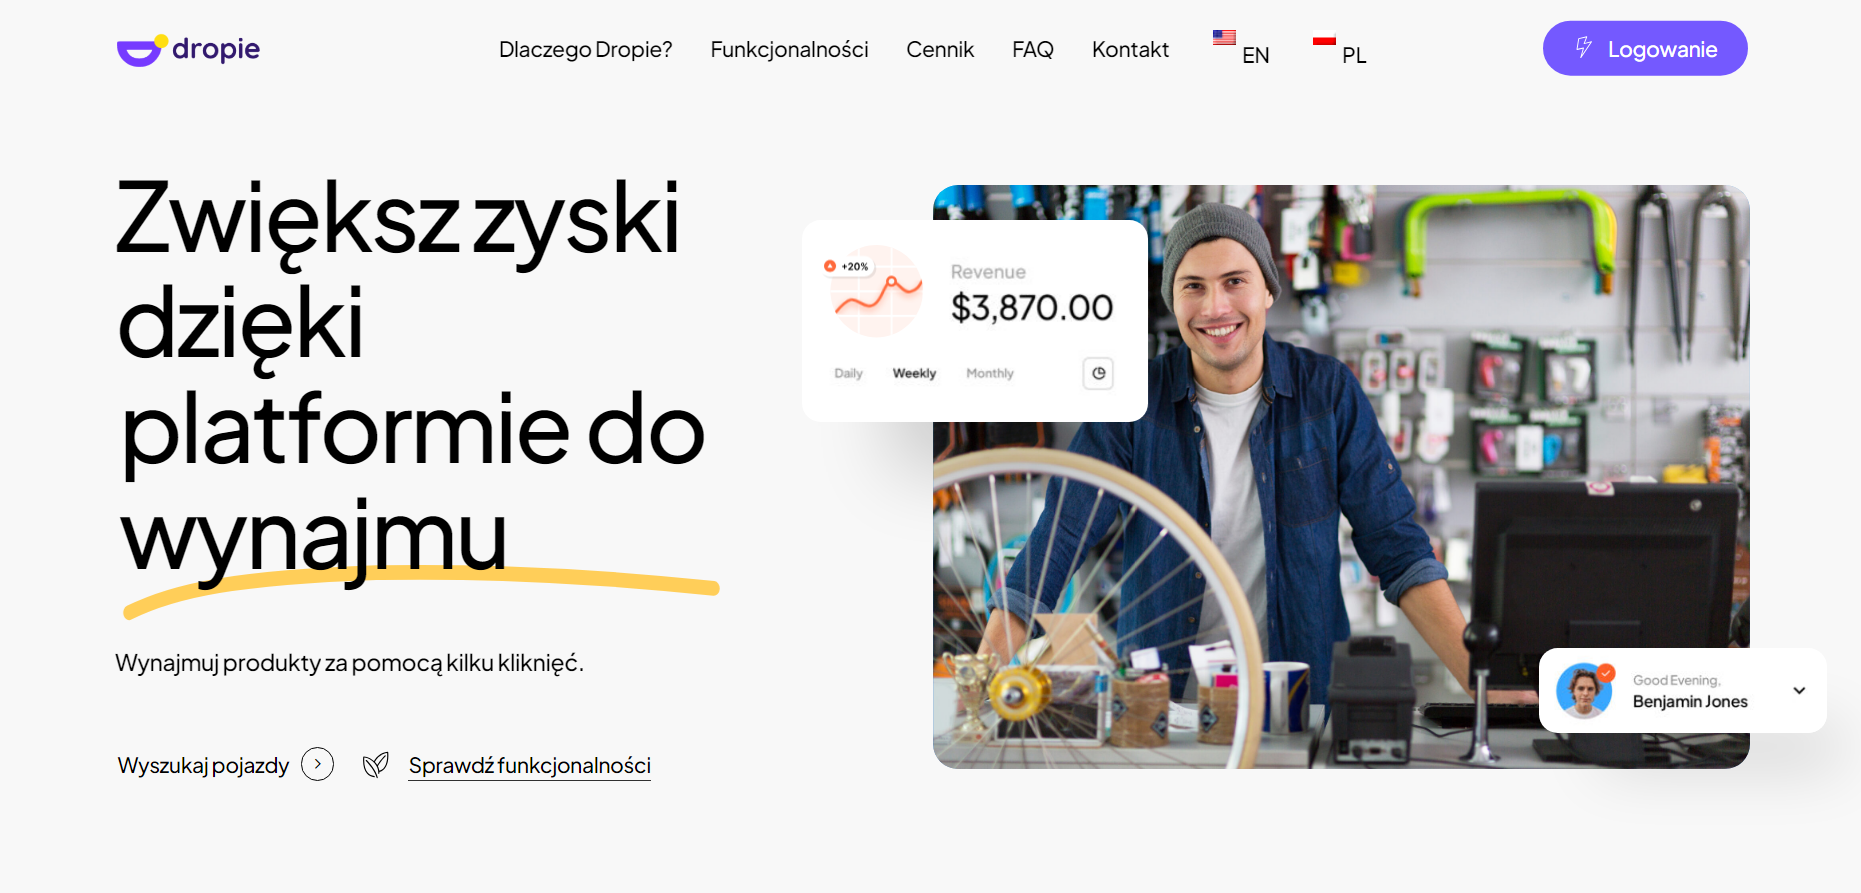 dropie
Dlaczego Dropie?
Funkcjonalności
Cennik
FAQ
Kontakt
EN
PL
Logowanie
Zwiększ zyski
dzięki
platformie do
wynajmu
Wynajmuj produkty za pomocą kilku kliknięć.
Wyszukaj pojazdy
Sprawdź funkcjonalności
+20%
Revenue
$3,870.00
Daily
Weekly
Monthly
Good Evening,
Benjamin Jones